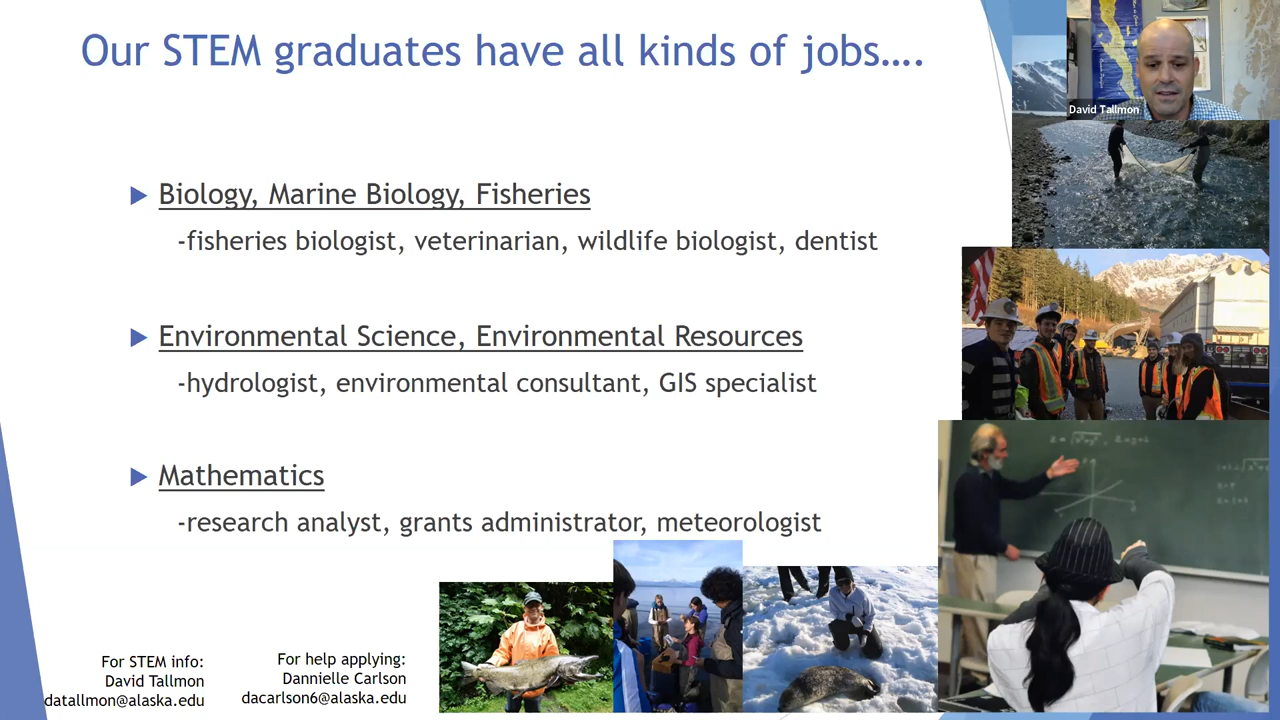 Our STEM graduates have all kinds of jobs….
David Tallmon
Biology, Marine Biology, Fisheries
-fisheries biologist, veterinarian, wildlife biologist, dentist
Environmental Science, Environmental Resources
-hydrologist, environmental consultant, GIS specialist
Mathematics
-research analyst, grants administrator, meteorologist
For STEM info:
David Tallmon
datallmon@alaska.edu
For help applying:
Dannielle Carlson
dacarlson6@alaska.edu